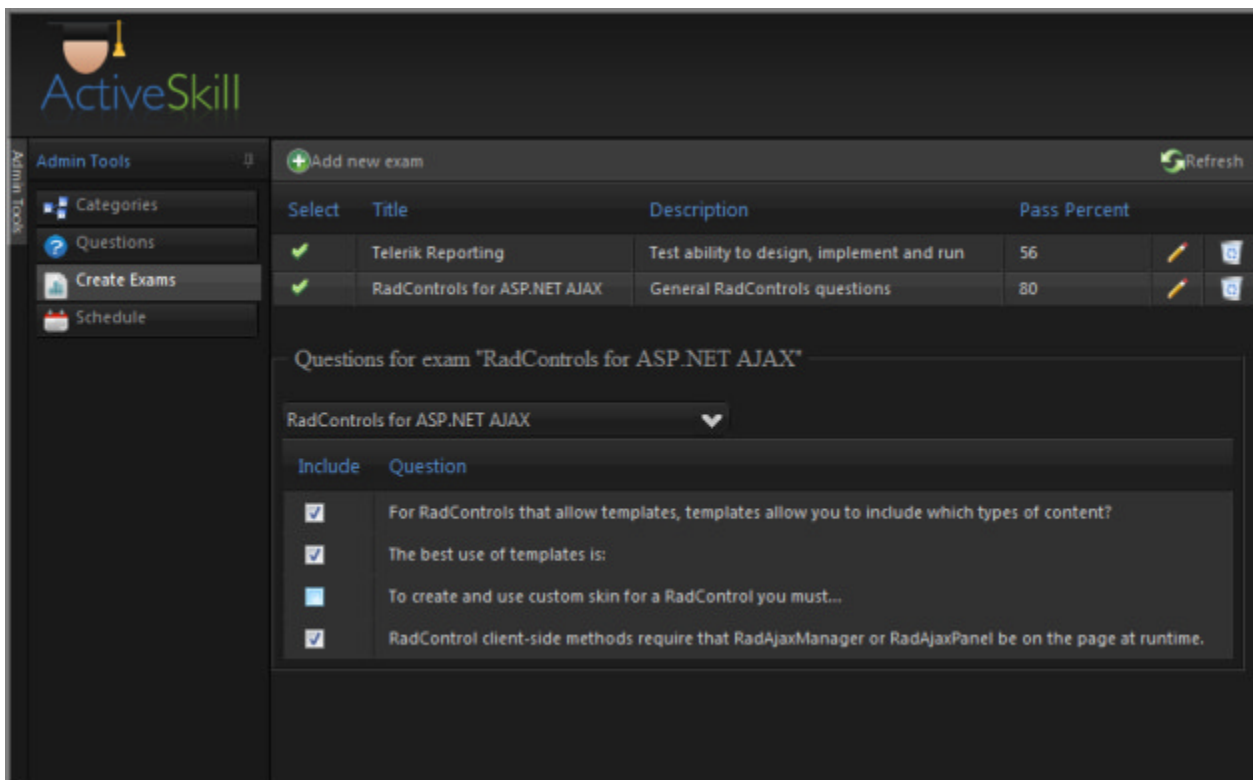 ActiveSkill
Admin Tools
Admin Tools
Categories
Questions
Create Exams
Schedule
Add new exam Refresh
Select Title Description Pass Percent
Telerik Reporting Test ability to design, implement and run 56
RadControls for ASP.NET AJAX General RadControls questions 80
Questions for exam "RadControls for ASP.NET AJAX"
RadControls for ASP.NET AJAX
Include Question
For RadControls that allow templates, templates allow you to include which types of content?
The best use of templates is:
To create and use custom skin for a RadControl you must...
RadControl client-side methods require that RadAjaxManager or RadAjaxPanel be on the page at runtime.